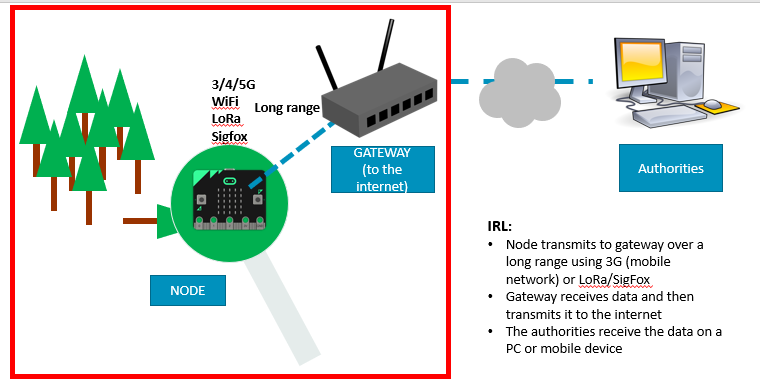 3/4/5G
WiFi
LoRa
Sigfox
Long range
GATEWAY
(to the
internet)
NODE
Authorities
IRL:
• Node transmits to gateway over a
long range using 3G (mobile
network) or LoRa/SigFox
• Gateway receives data and then
transmits it to the internet
• The authorities receive the data on a
PC or mobile device